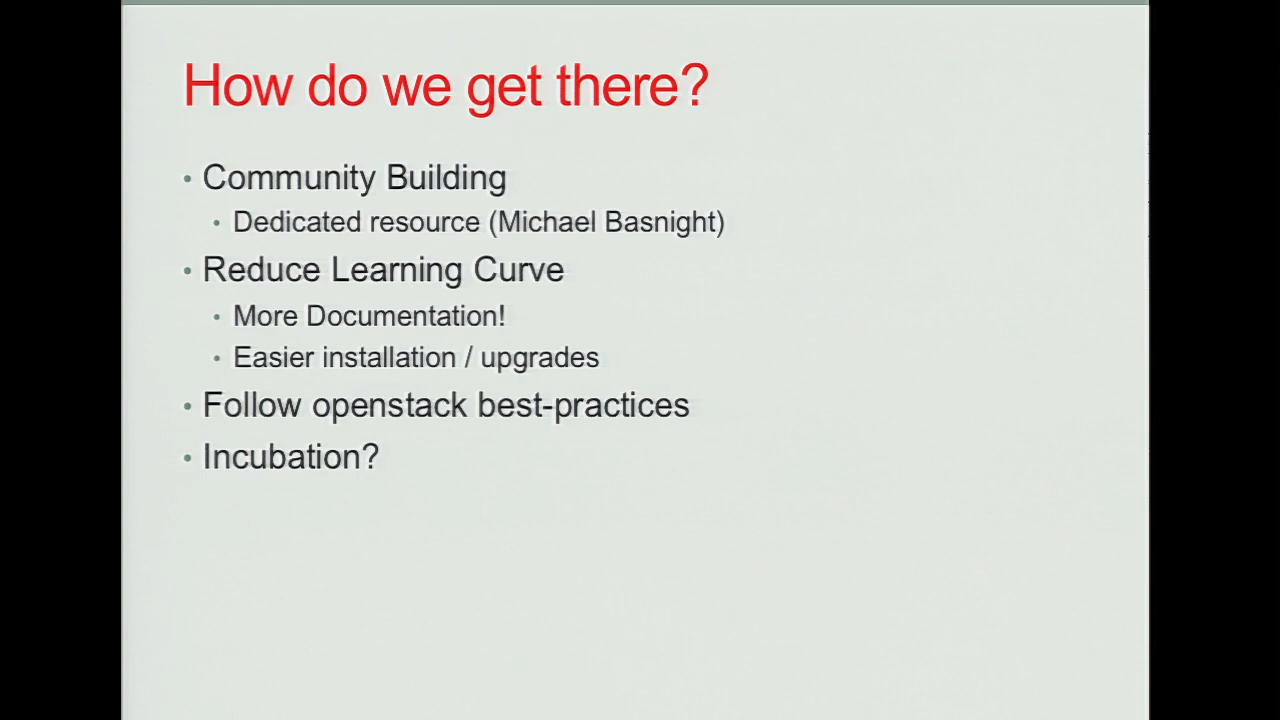 How do we get there?
• Community Building
• Dedicated resource (Michael Basnight)
• Reduce Learning Curve
• More Documentation!
• Easier installation / upgrades
• Follow openstack best-practices
• Incubation?